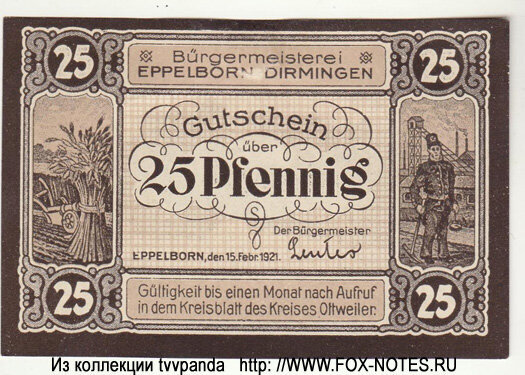 25 Bürgermeisterei 25
EPPELBORN DIRMINGEN
Gutschein
über
25 Pfennig
Der Bürgermeister
EPPELBORN, den 15. Febr. 1921.
25 Gültigkeit bis einen Monat nach Aufruf 25
in dem Kreisblatt des Kreises Ottweiler.
Из коллекции tvvpanda http: //WWW.FOX-NOTES.RU